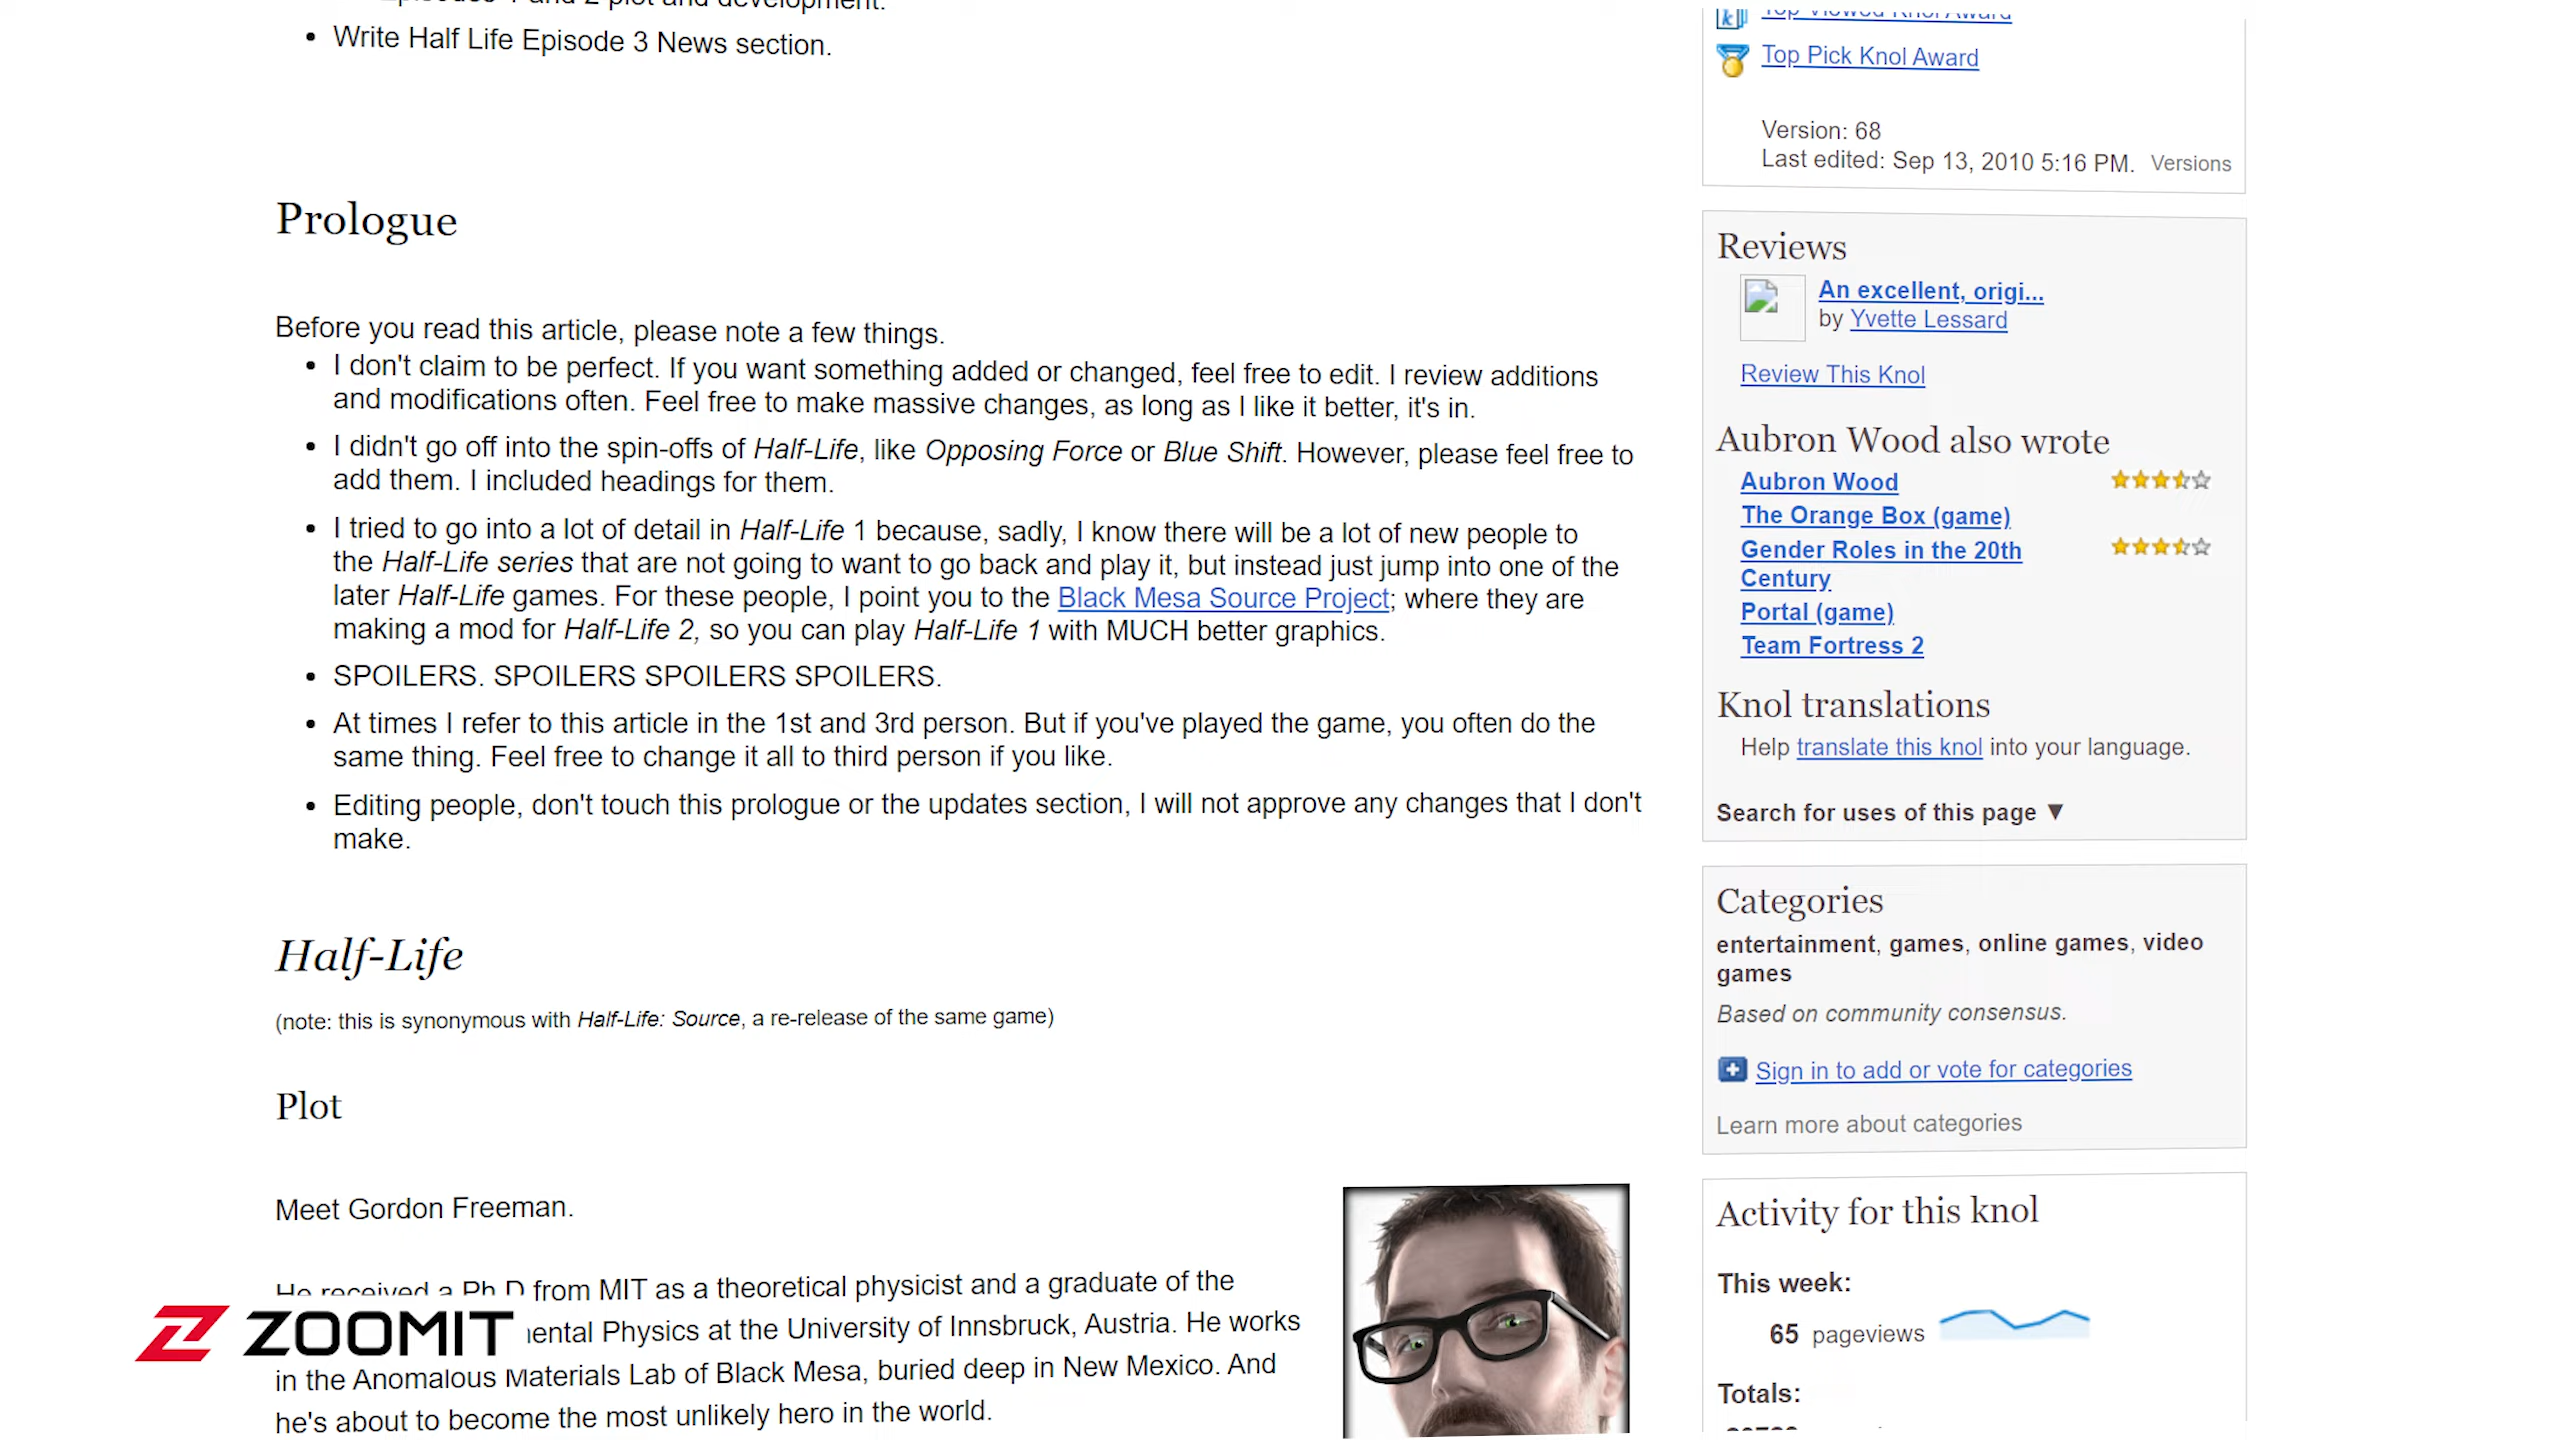 Episodes 1 and 2 plot and development.
• Write Half Life Episode 3 News section.
Prologue
Before you read this article, please note a few things.
• I don't claim to be perfect. If you want something added or changed, feel free to edit. I review additions
and modifications often. Feel free to make massive changes, as long as I like it better, it's in.
• I didn't go off into the spin-offs of Half-Life, like Opposing Force or Blue Shift. However, please feel free to
add them. I included headings for them.
• I tried to go into a lot of detail in Half-Life 1 because, sadly, I know there will be a lot of new people to
the Half-Life series that are not going to want to go back and play it, but instead just jump into one of the
later Half-Life games. For these people, I point you to the Black Mesa Source Project; where they are
making a mod for Half-Life 2, so you can play Half-Life 1 with MUCH better graphics.
• SPOILERS. SPOILERS SPOILERS SPOILERS.
• At times I refer to this article in the 1st and 3rd person. But if you've played the game, you often do the
same thing. Feel free to change it all to third person if you like.
• Editing people, don't touch this prologue or the updates section, I will not approve any changes that I don't
make.
Half-Life
(note: this is synonymous with Half-Life: Source, a re-release of the same game)
Plot
Meet Gordon Freeman.
He received a Ph.D from MIT as a theoretical physicist and a graduate of the
ental Physics at the University of Innsbruck, Austria. He works
in the Anomalous Materials Lab of Black Mesa, buried deep in New Mexico. And
he's about to become the most unlikely hero in the world.
ZOOMIT
Top Viewed Knol Award
Top Pick Knol Award
Version: 68
Last edited: Sep 13, 2010 5:16 PM. Versions
Reviews
An excellent, origi...
by Yvette Lessard
Review This Knol
Aubron Wood also wrote
Aubron Wood
The Orange Box (game)
Gender Roles in the 20th
Century
Portal (game)
Team Fortress 2
Knol translations
Help translate this knol into your language.
Search for uses of this page ▼
Categories
entertainment, games, online games, video
games
Based on community consensus.
Sign in to add or vote for categories
Learn more about categories
Activity for this knol
This week:
65 pageviews
Totals: